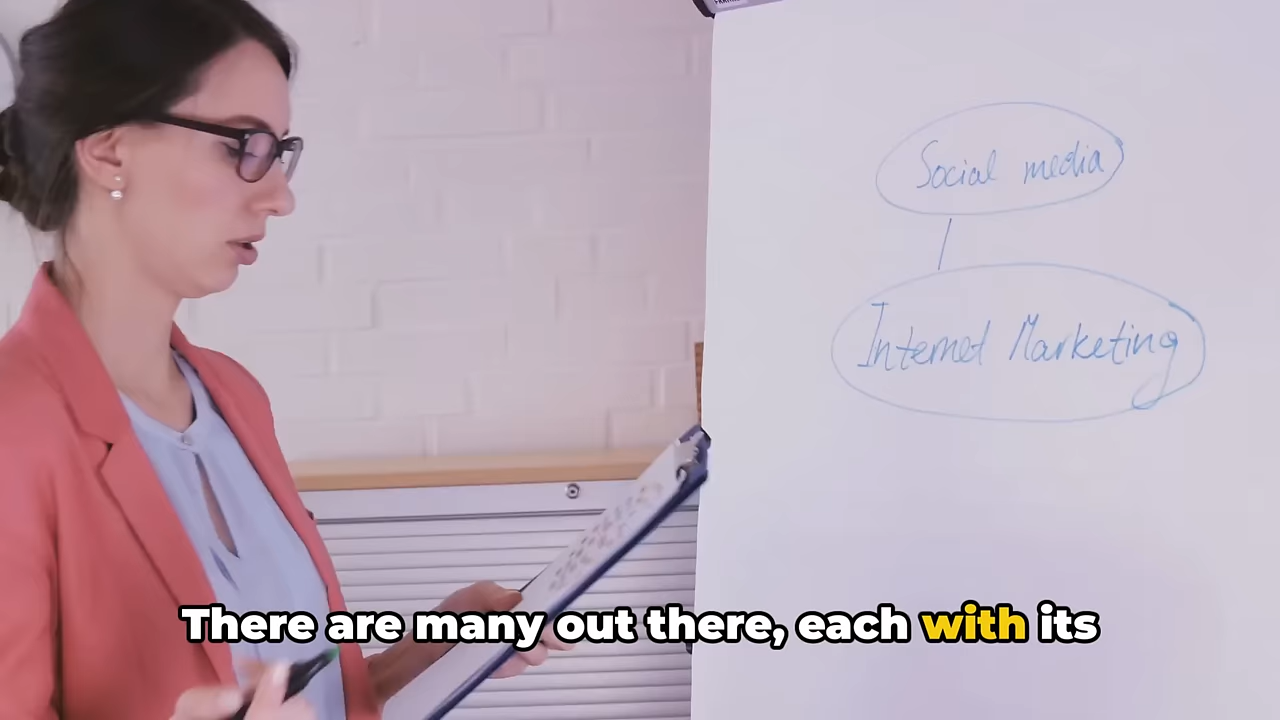 Social media
Internet Marketing
There are many out there, each with its